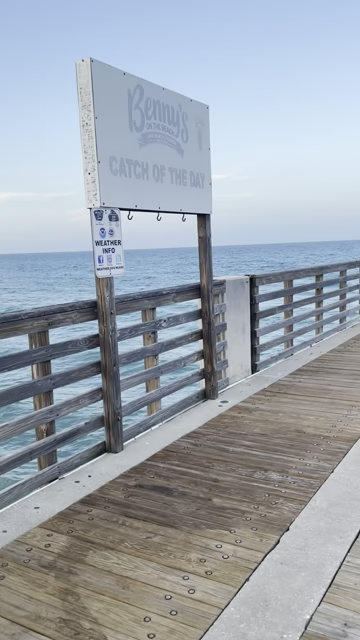 Benny's
ON THE BEACH
CATCH OF THE DAY
WEATHER
INFO